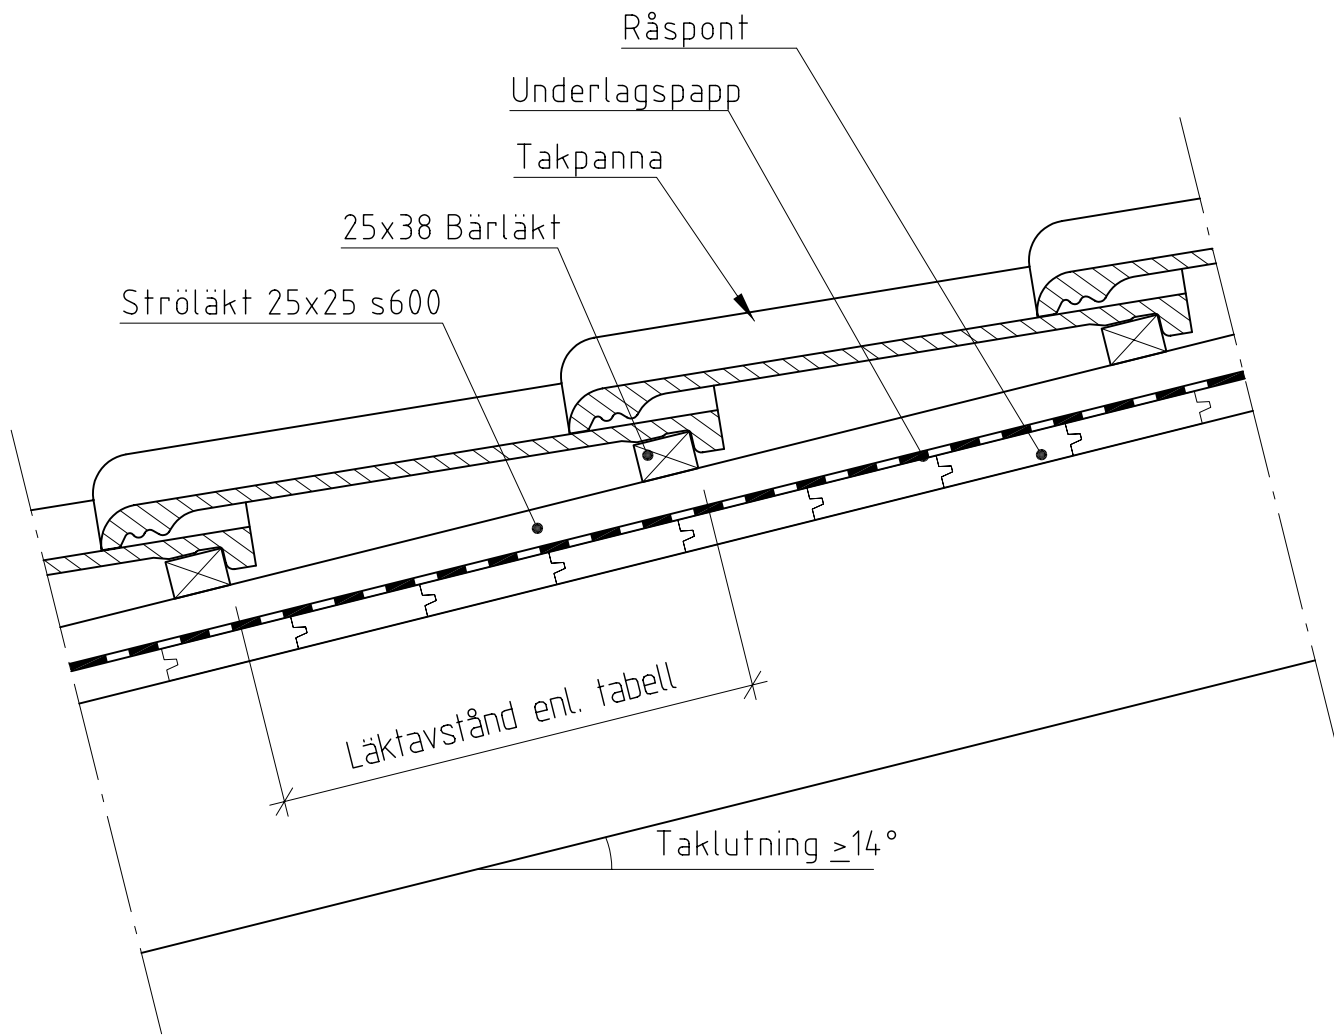 Råspont
Underlagspapp
Takpanna
25x38 Bärläkt
Ströläkt 25x25 s600
Läktavstånd enl. tabell
Taklutning ≥14°